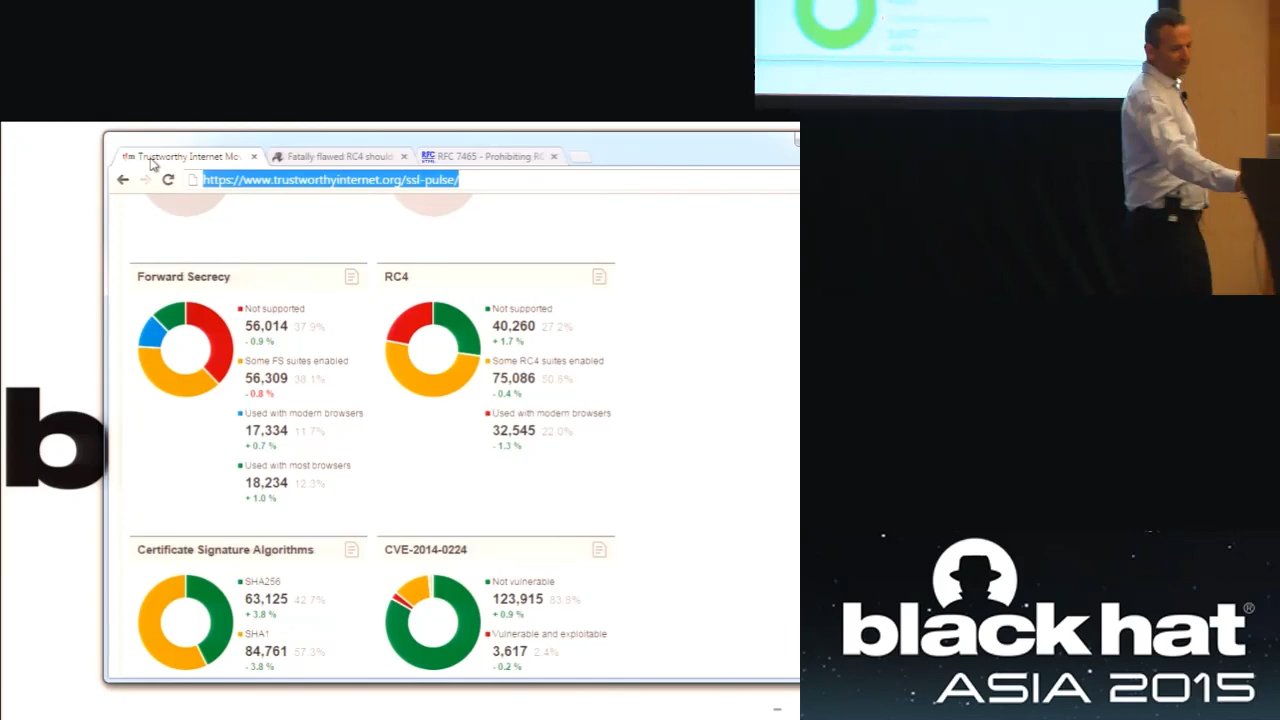 Trustworthy Internet Mov
Fatally flawed RC4 should
RFC 7465 - Prohibiting RC
https://www.trustworthyinternet.org/ssl-pulse/
Forward Secrecy
Not supported
56,014 37.9%
- 0.9 %
Some FS suites enabled
56,309 38.1%
- 0.8 %
Used with modern browsers
17,334 11.7%
+ 0.7 %
Used with most browsers
18,234 12.3%
+ 1.0 %
RC4
Not supported
40,260 27.2%
+ 1.7 %
Some RC4 suites enabled
75,086 50.8%
- 0.4 %
Used with modern browsers
32,545 22.0%
- 1.3 %
Certificate Signature Algorithms
SHA256
63,125 42.7%
+ 3.8 %
SHA1
84,761 57.3%
- 3.8 %
CVE-2014-0224
Not vulnerable
123,915 83.8%
+ 0.9 %
Vulnerable and exploitable
3,617 2.4%
- 0.2 %
b
black hat®
ASIA 2015